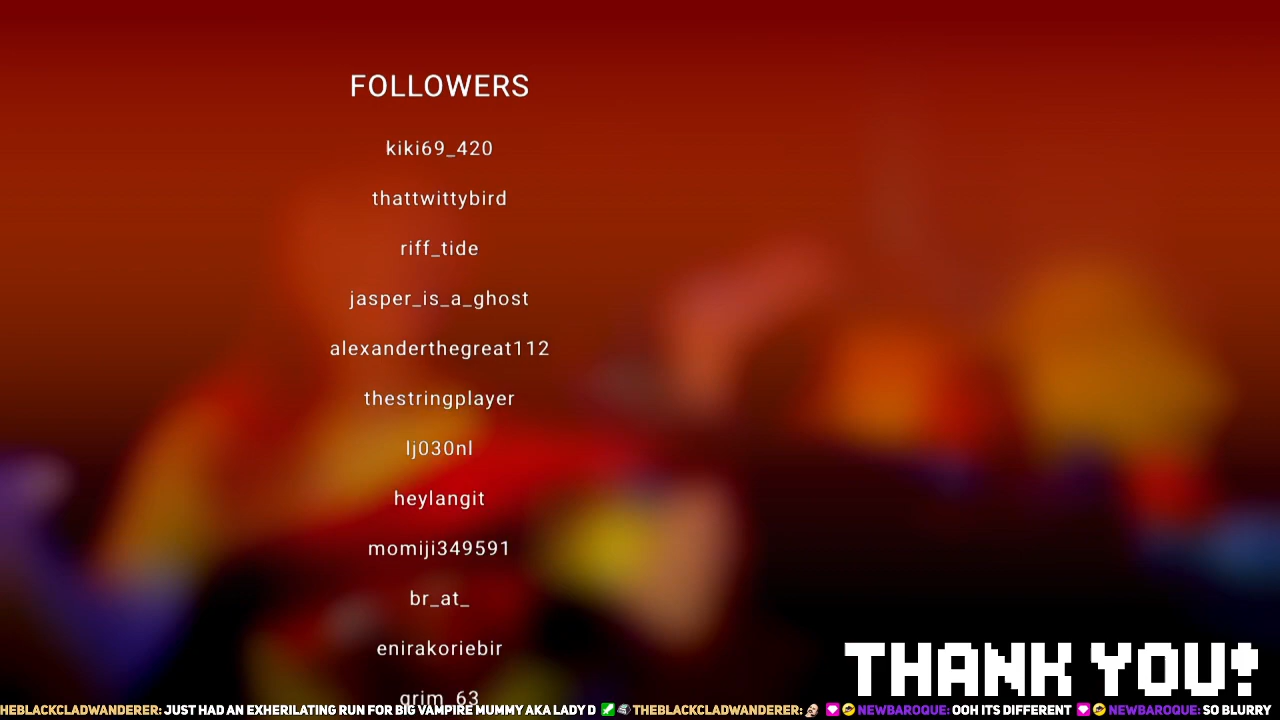 FOLLOWERS
kiki69_420
thattwittybird
riff_tide
jasper_is_a_ghost
alexanderthegreat112
thestringplayer
lj030nl
heylangit
momiji349591
br_at_
enirakoriebir
grim_63
THANK YOU!
HEBLACKCLADWANDERER: JUST HAD AN EXHERILATING RUN FOR BIG VAMPIRE MUMMY AKA LADY D THEBLACKCLADWANDERER: NEWBAROQUE: OOH ITS DIFFERENT NEWBAROQUE: SO BLURRY